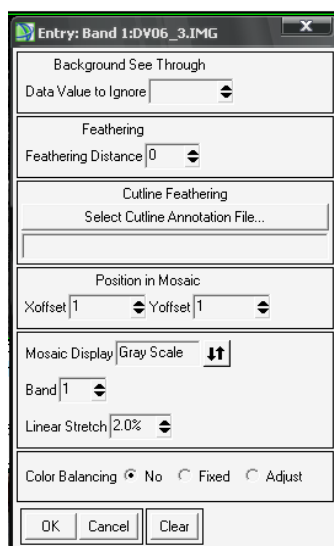 Entry: Band 1:DV06_3.IMG
Background See Through
Data Value to Ignore
Feathering
Feathering Distance 0
Cutline Feathering
Select Cutline Annotation File...
Position in Mosaic
Xoffset 1 Yoffset 1
Mosaic Display Gray Scale
Band 1
Linear Stretch 2.0%
Color Balancing No Fixed Adjust
OK Cancel Clear